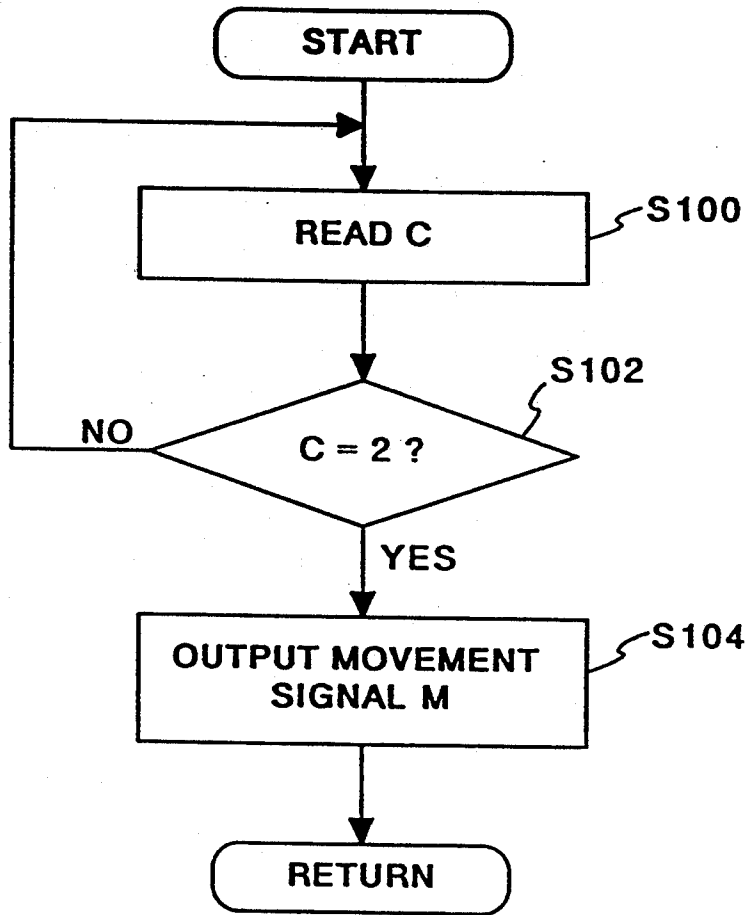 START
READ C
S100
S102
C = 2 ?
NO
YES
OUTPUT MOVEMENT
SIGNAL M
S104
RETURN